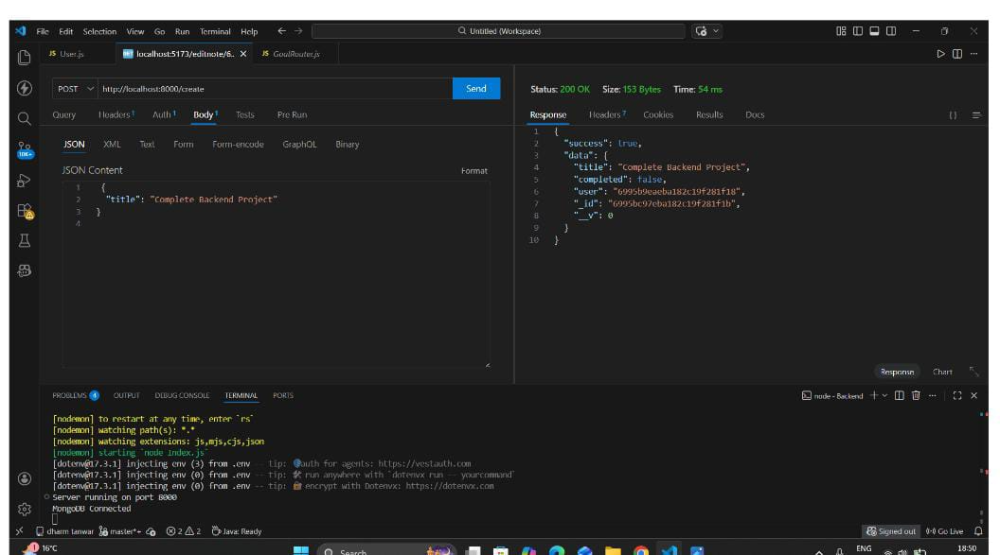 File Edit Selection View Go Run Terminal Help
Untitled (Workspace)
JS User.js
localhost:5173/editnote/6..
JS GoalRouter.js
POST
http://localhost:8000/create
Send
Query Headers 1 Auth 1 Body 1 Tests Pre Run
JSON XML Text Form Form-encode GraphQL Binary
JSON Content
Format
1 {
2 "title": "Complete Backend Project"
3 }
4
Status: 200 OK Size: 153 Bytes Time: 54 ms
Response Headers 7 Cookies Results Docs
{ }
1 {
2 "success": true,
3 "data": {
4 "title": "Complete Backend Project",
5 "completed": false,
6 "user": "6995b9eaeba182c19f281f18",
7 "_id": "6995bc97eba182c19f281f1b",
8 "__v": 0
9 }
10 }
Response Chart
PROBLEMS 4 OUTPUT DEBUG CONSOLE TERMINAL PORTS
node - Backend
[nodemon] to restart at any time, enter `rs`
[nodemon] watching path(s): *.*
[nodemon] watching extensions: js,mjs,cjs,json
[nodemon] starting `node Index.js`
[dotenv@17.3.1] injecting env (3) from .env -- tip: auth for agents: https://vestauth.com
[dotenv@17.3.1] injecting env (0) from .env -- tip: 🛠 run anywhere with `dotenvx run -- yourcommand`
[dotenv@17.3.1] injecting env (0) from .env -- tip: 🔐 encrypt with Dotenvx: https://dotenvx.com
Server running on port 8000
MongoDB Connected
dharm tanwar master*+ 2 2 Java: Ready
Signed out Go Live
1
16°C
Search
ENG
18:50